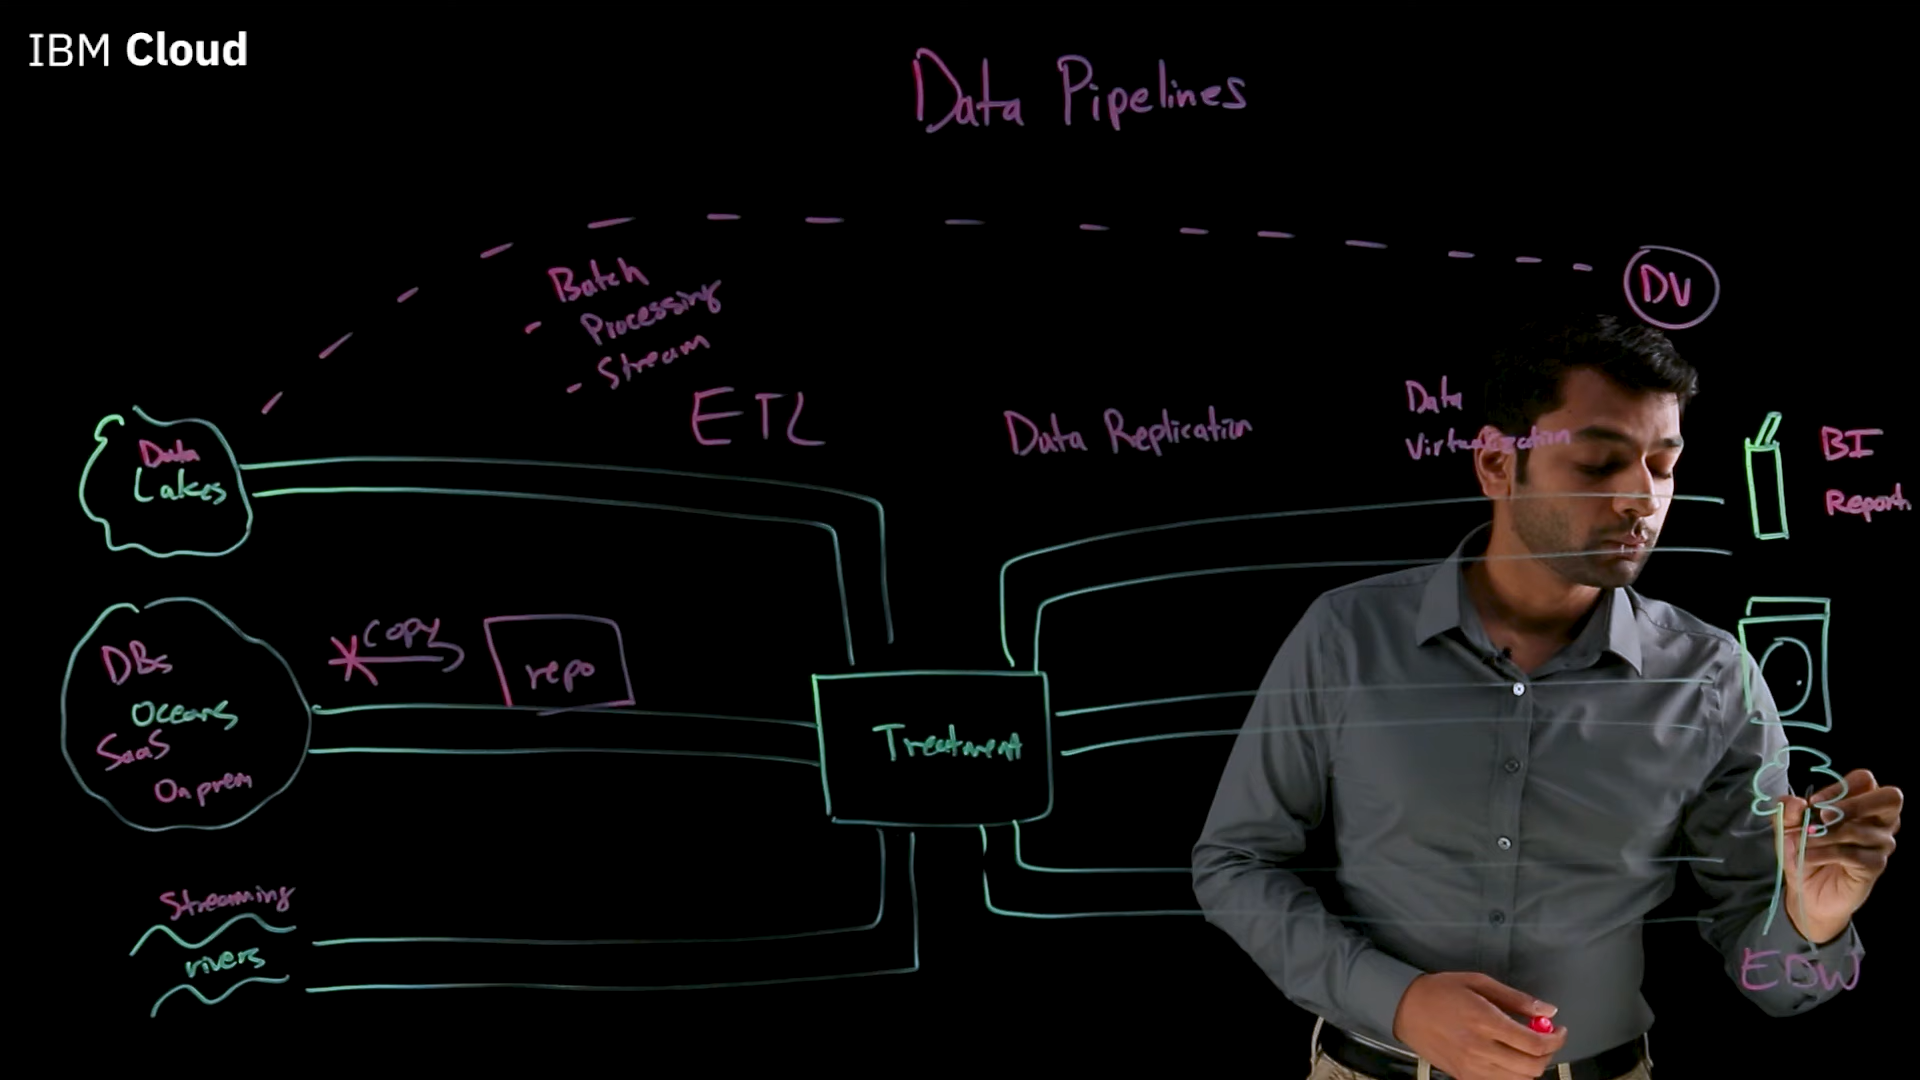 IBM Cloud
Data Pipelines
DV
Batch
- Processing
- Stream
ETL
Data Replication
Data
Virtualization
BI
Reports
Data
Lakes
DBs
Oceans
SaaS
On prem
Copy
repo
Treatment
Streaming
rivers
EDW